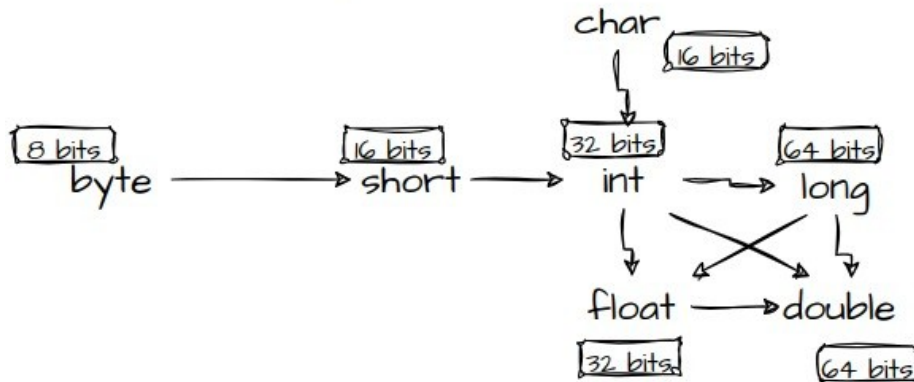 char
16 bits
8 bits
16 bits
32 bits
64 bits
byte
short
int
long
float
double
32 bits
64 bits